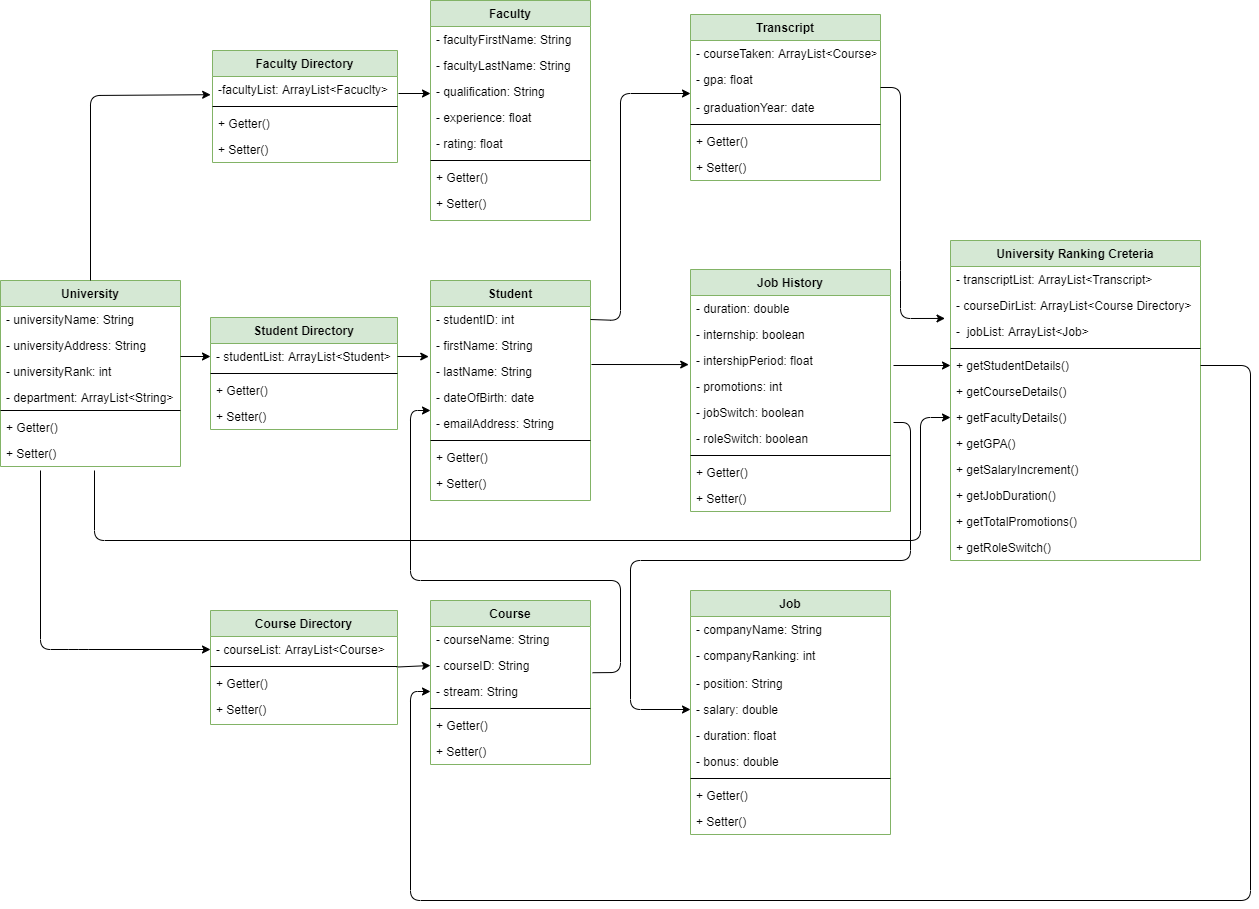 Faculty
- facultyFirstName: String
- facultyLastName: String
- qualification: String
- experience: float
- rating: float
+ Getter()
+ Setter()
Transcript
- courseTaken: ArrayList<Course>
- gpa: float
- graduationYear: date
+ Getter()
+ Setter()
Faculty Directory
-facultyList: ArrayList<Facuclty>
+ Getter()
+ Setter()
University
- universityName: String
- universityAddress: String
- universityRank: int
- department: ArrayList<String>
+ Getter()
+ Setter()
Student Directory
- studentList: ArrayList<Student>
+ Getter()
+ Setter()
Student
- studentID: int
- firstName: String
- lastName: String
- dateOfBirth: date
- emailAddress: String
+ Getter()
+ Setter()
Job History
- duration: double
- internship: boolean
- intershipPeriod: float
- promotions: int
- jobSwitch: boolean
- roleSwitch: boolean
+ Getter()
+ Setter()
University Ranking Creteria
- transcriptList: ArrayList<Transcript>
- courseDirList: ArrayList<Course Directory>
- jobList: ArrayList<Job>
+ getStudentDetails()
+ getCourseDetails()
+ getFacultyDetails()
+ getGPA()
+ getSalaryIncrement()
+ getJobDuration()
+ getTotalPromotions()
+ getRoleSwitch()
Course Directory
- courseList: ArrayList<Course>
+ Getter()
+ Setter()
Course
- courseName: String
- courseID: String
- stream: String
+ Getter()
+ Setter()
Job
- companyName: String
- companyRanking: int
- position: String
- salary: double
- duration: float
- bonus: double
+ Getter()
+ Setter()